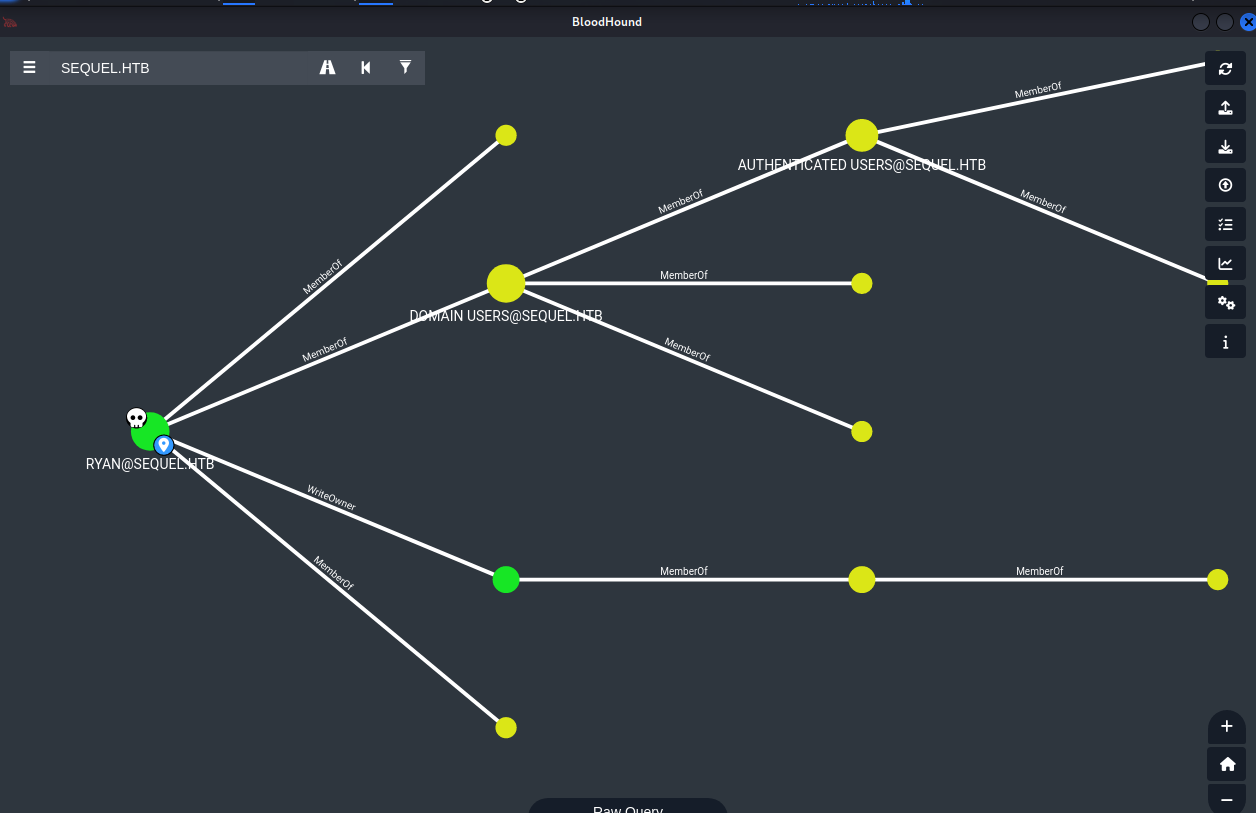 BloodHound
SEQUEL.HTB
MemberOf
AUTHENTICATED USERS@SEQUEL.HTB
MemberOf
MemberOf
MemberOf
MemberOf
DOMAIN USERS@SEQUEL.HTB
MemberOf
MemberOf
RYAN@SEQUEL.HTB
WriteOwner
MemberOf
MemberOf
MemberOf
Raw Query